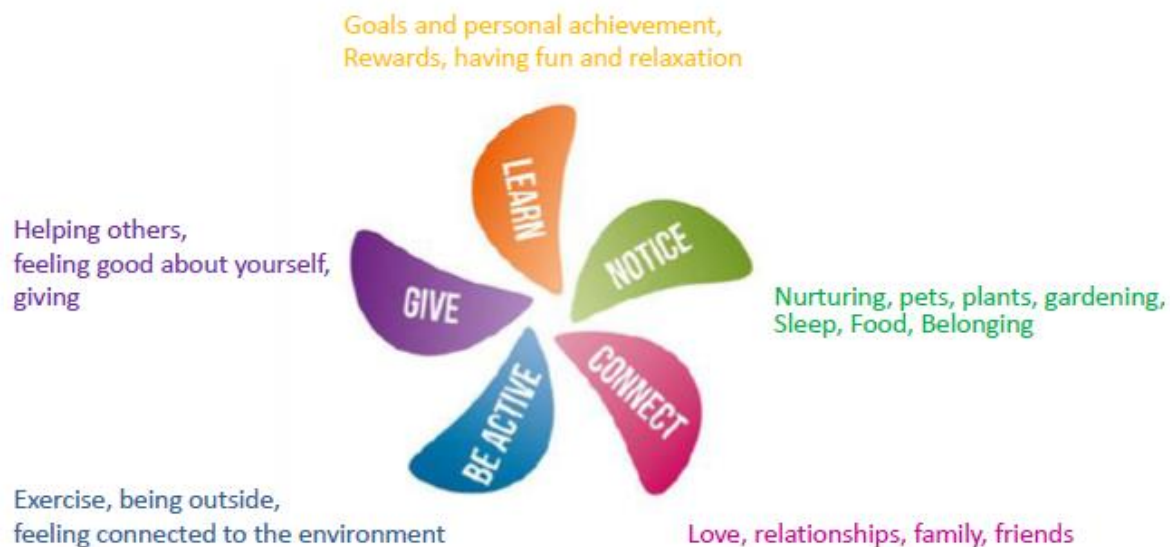 Goals and personal achievement,
Rewards, having fun and relaxation
LEARN
NOTICE
Helping others,
feeling good about yourself,
giving
GIVE
Nurturing, pets, plants, gardening,
Sleep, Food, Belonging
CONNECT
BE ACTIVE
Exercise, being outside,
feeling connected to the environment
Love, relationships, family, friends